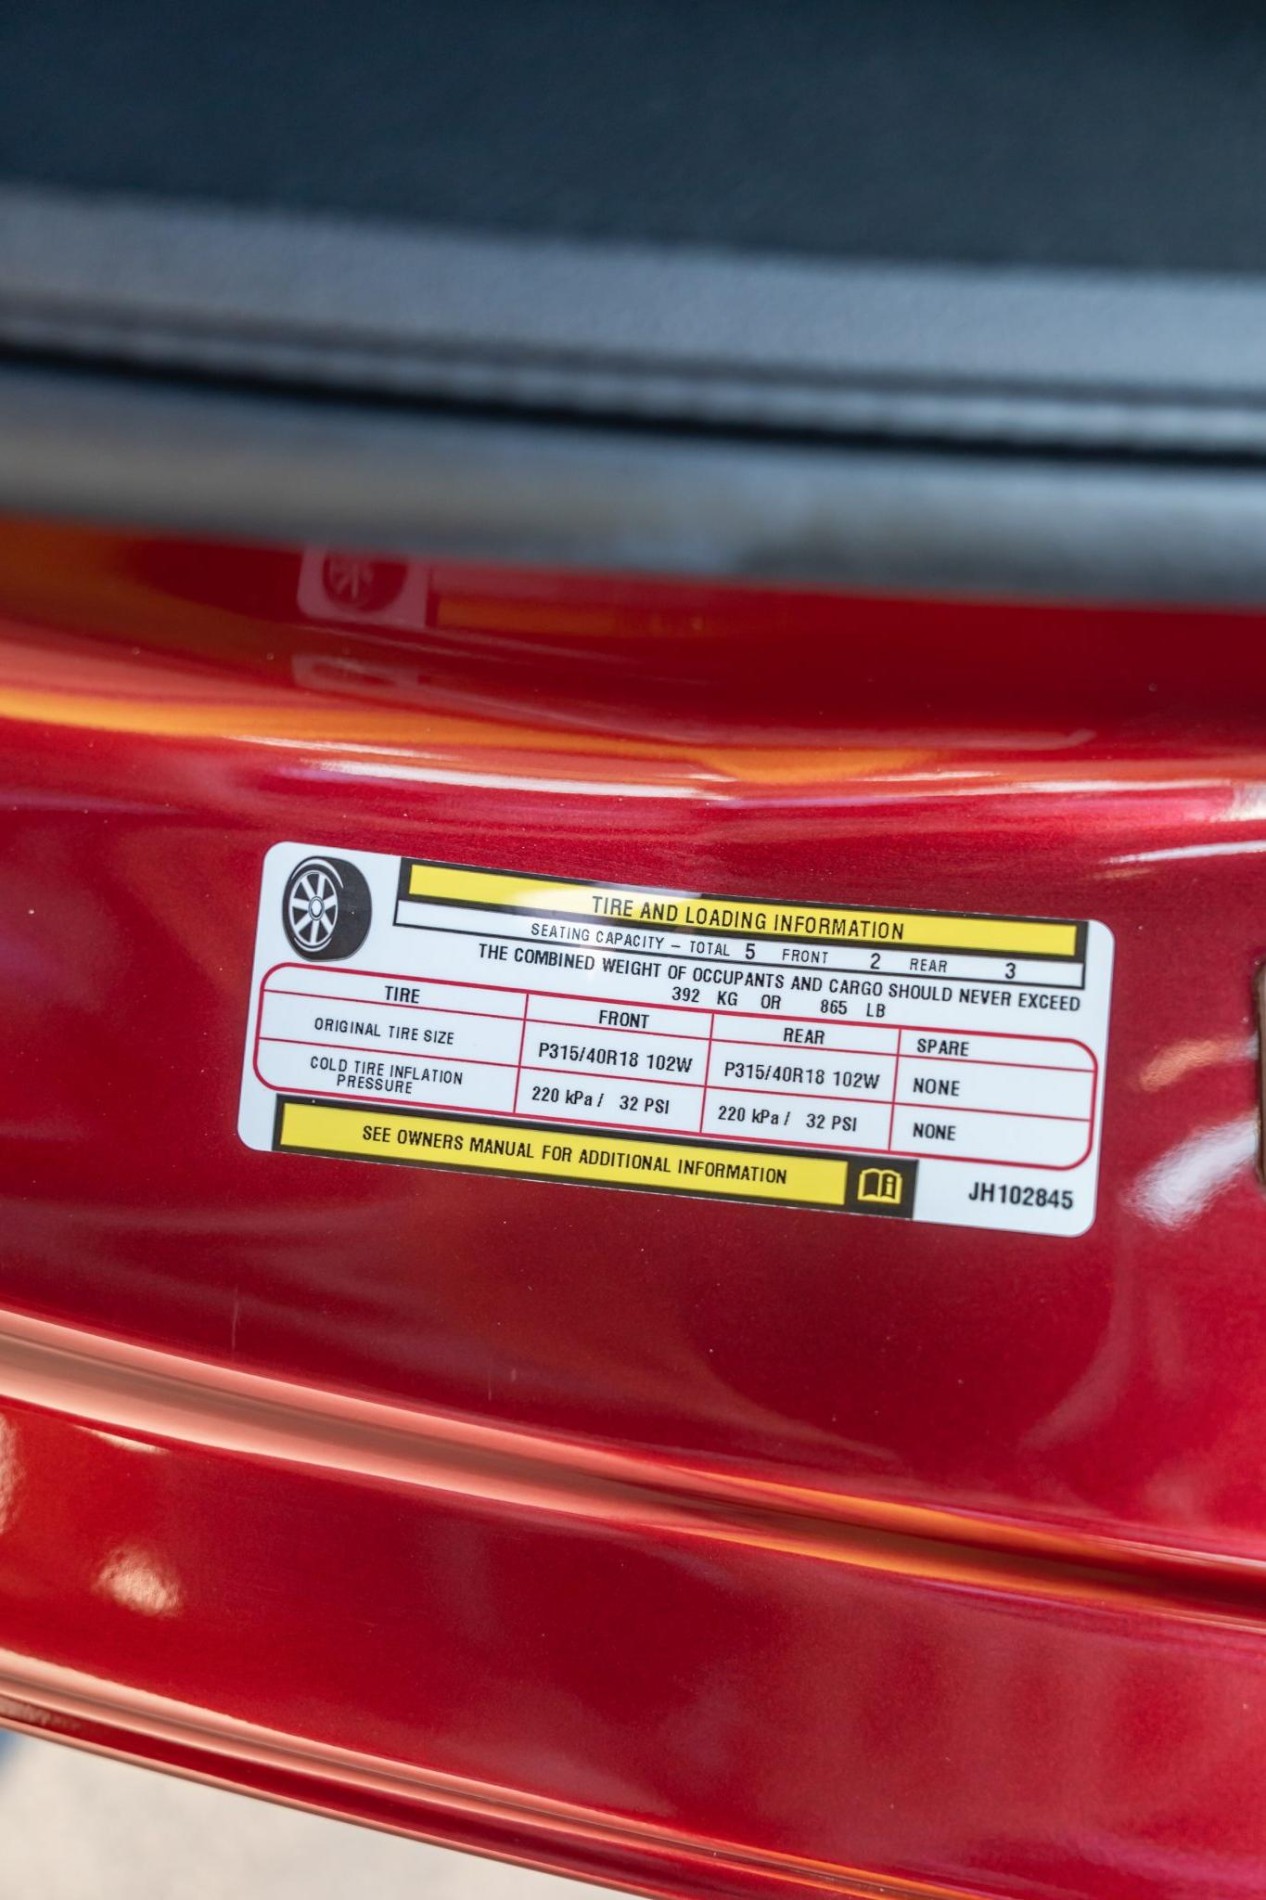 TIRE AND LOADING INFORMATION
SEATING CAPACITY – TOTAL 5 FRONT 2 REAR 3
THE COMBINED WEIGHT OF OCCUPANTS AND CARGO SHOULD NEVER EXCEED
392 KG OR 865 LB
TIRE FRONT REAR SPARE
ORIGINAL TIRE SIZE P315/40R18 102W P315/40R18 102W NONE
COLD TIRE INFLATION
PRESSURE 220 kPa / 32 PSI 220 kPa / 32 PSI NONE
SEE OWNERS MANUAL FOR ADDITIONAL INFORMATION
JH102845